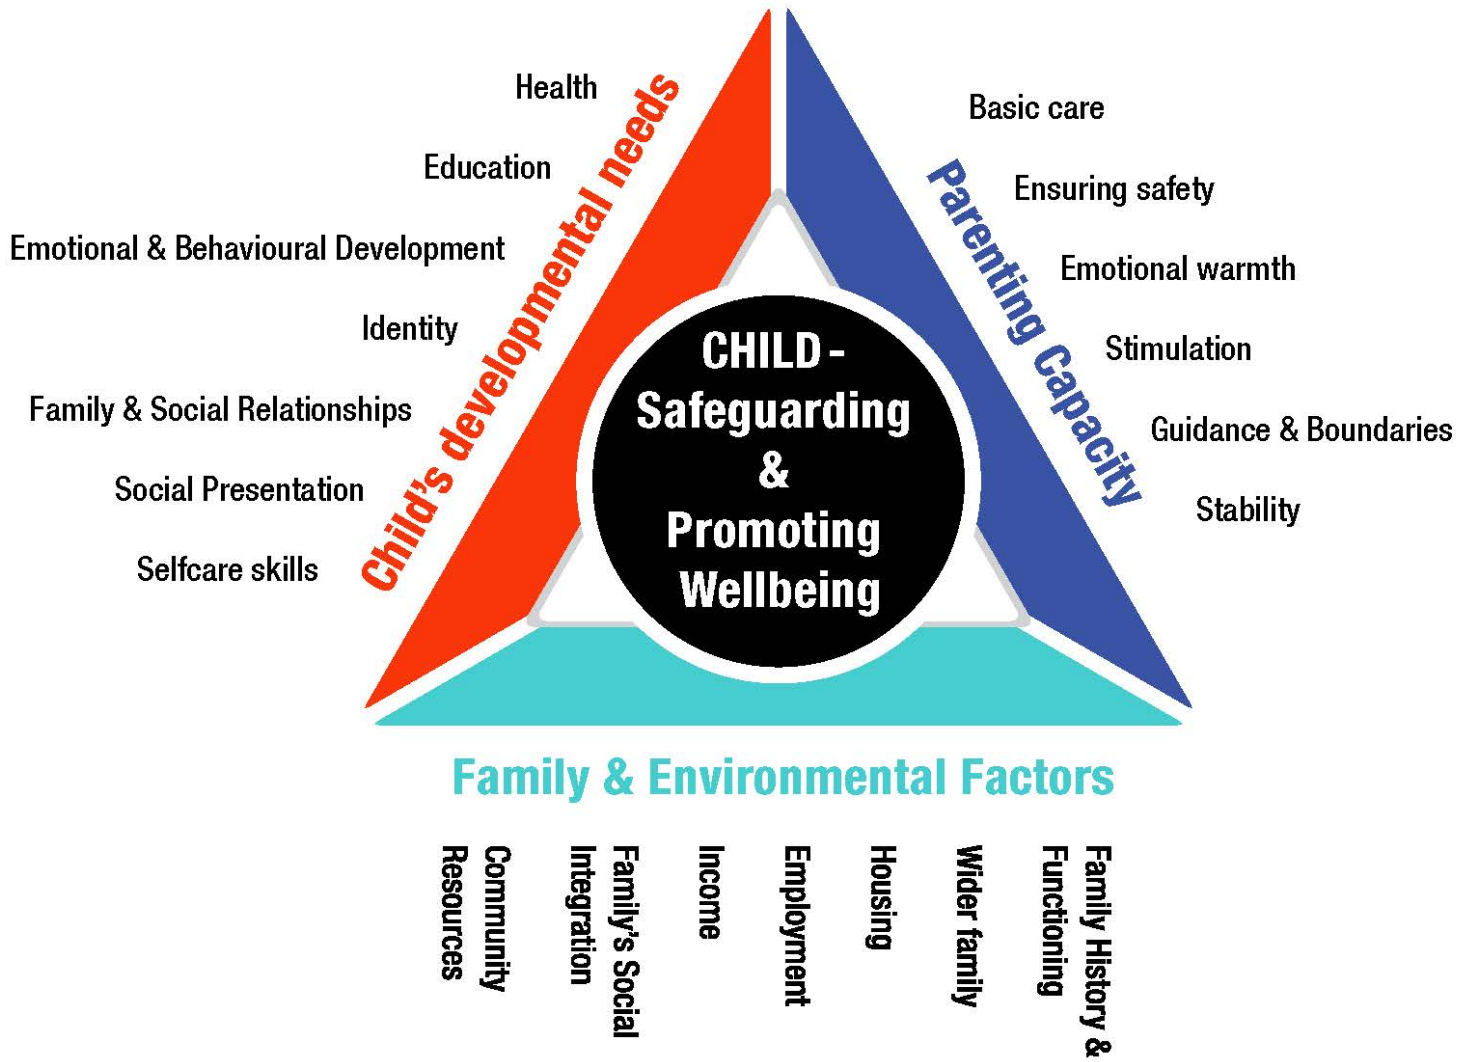 Health
Education
Emotional & Behavioural Development
Identity
Family & Social Relationships
Social Presentation
Selfcare skills
Child's developmental needs
CHILD -
Safeguarding
&
Promoting
Wellbeing
Parenting Capacity
Basic care
Ensuring safety
Emotional warmth
Stimulation
Guidance & Boundaries
Stability
Family & Environmental Factors
Community
Resources
Family's Social
Integration
Income
Employment
Housing
Wider family
Family History &
Functioning